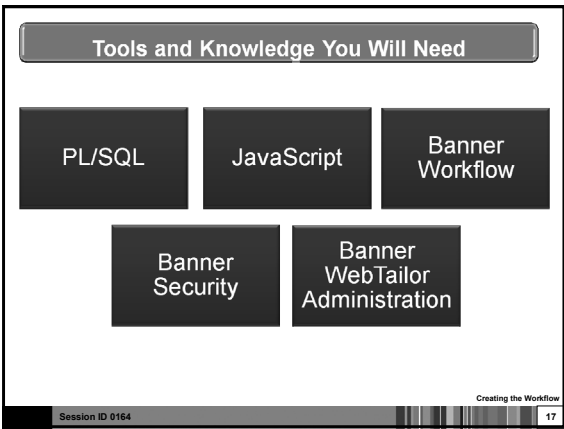 Tools and Knowledge You Will Need
PL/SQL
JavaScript
Banner
Workflow
Banner
Security
Banner
WebTailor
Administration
Creating the Workflow
Session ID 0164
17